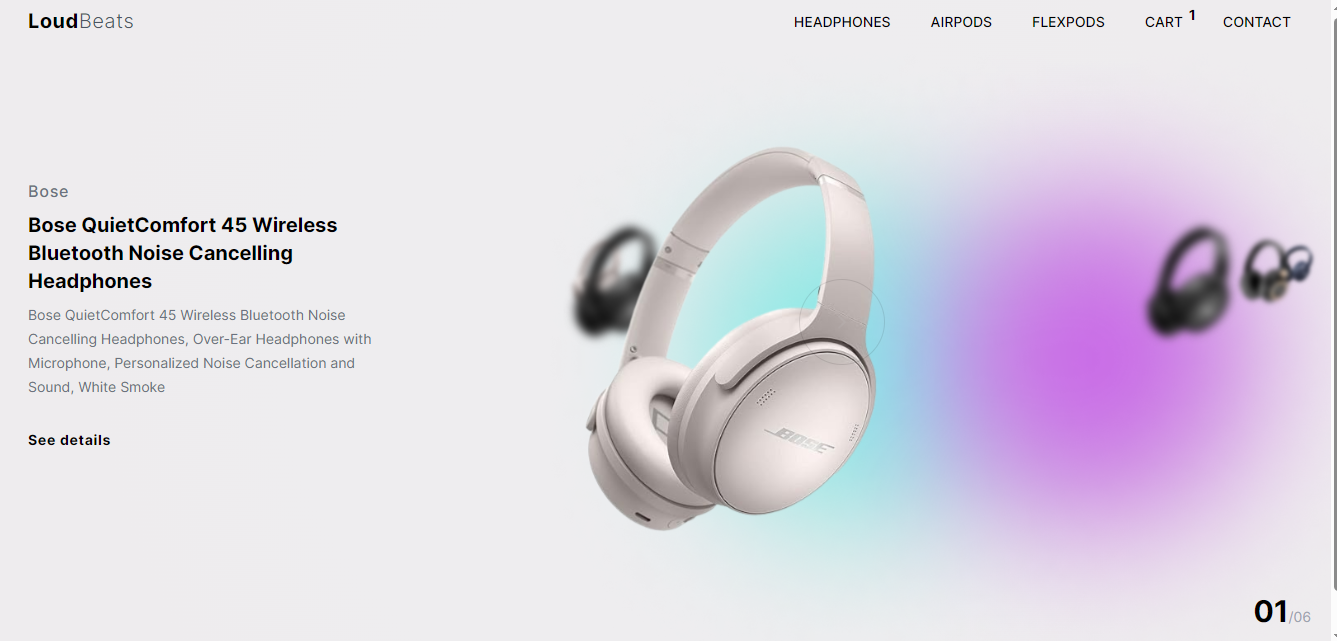 LoudBeats
HEADPHONES AIRPODS FLEXPODS CART 1 CONTACT
Bose
Bose QuietComfort 45 Wireless
Bluetooth Noise Cancelling
Headphones
Bose QuietComfort 45 Wireless Bluetooth Noise
Cancelling Headphones, Over-Ear Headphones with
Microphone, Personalized Noise Cancellation and
Sound, White Smoke
See details
BOSE
01/06